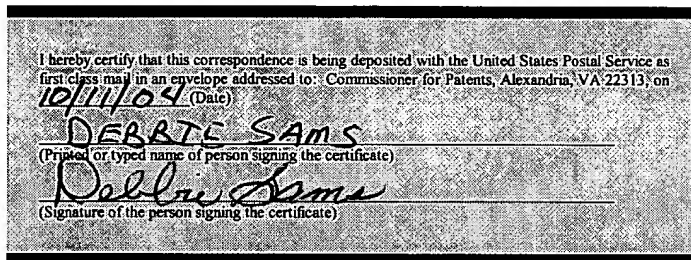 I hereby certify that this correspondence is being deposited with the United States Postal Service as
first class mail in an envelope addressed to: Commissioner for Patents, Alexandria, VA 22313, on
10/11/04 (Date)
DEBBIE SAMS
(Printed or typed name of person signing the certificate)
Debbie Sams
(Signature of the person signing the certificate)